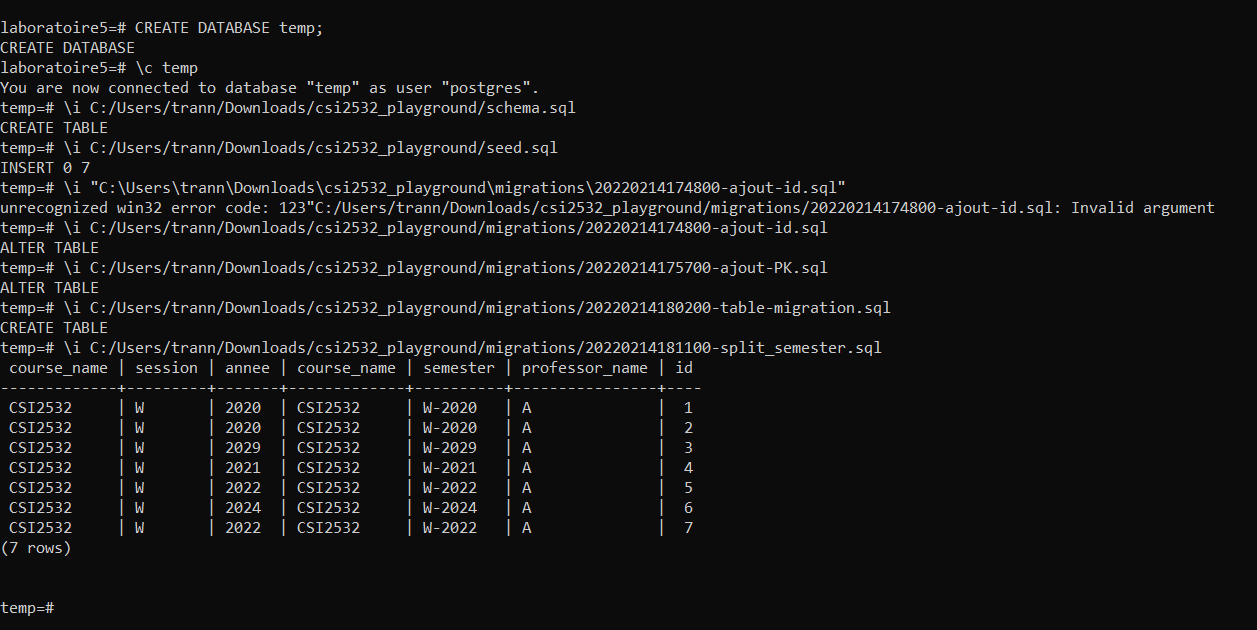 laboratoire5=# CREATE DATABASE temp;
CREATE DATABASE
laboratoire5=# \c temp
You are now connected to database "temp" as user "postgres".
temp=# \i C:/Users/trann/Downloads/csi2532_playground/schema.sql
CREATE TABLE
temp=# \i C:/Users/trann/Downloads/csi2532_playground/seed.sql
INSERT 0 7
temp=# \i "C:\Users\trann\Downloads\csi2532_playground\migrations\20220214174800-ajout-id.sql"
unrecognized win32 error code: 123"C:/Users/trann/Downloads/csi2532_playground/migrations/20220214174800-ajout-id.sql: Invalid argument
temp=# \i C:/Users/trann/Downloads/csi2532_playground/migrations/20220214174800-ajout-id.sql
ALTER TABLE
temp=# \i C:/Users/trann/Downloads/csi2532_playground/migrations/20220214175700-ajout-PK.sql
ALTER TABLE
temp=# \i C:/Users/trann/Downloads/csi2532_playground/migrations/20220214180200-table-migration.sql
CREATE TABLE
temp=# \i C:/Users/trann/Downloads/csi2532_playground/migrations/20220214181100-split_semester.sql
 course_name | session | annee | course_name | semester | professor_name | id
-------------+---------+-------+-------------+----------+----------------+----
 CSI2532     | W       | 2020  | CSI2532     | W-2020   | A              |  1
 CSI2532     | W       | 2020  | CSI2532     | W-2020   | A              |  2
 CSI2532     | W       | 2029  | CSI2532     | W-2029   | A              |  3
 CSI2532     | W       | 2021  | CSI2532     | W-2021   | A              |  4
 CSI2532     | W       | 2022  | CSI2532     | W-2022   | A              |  5
 CSI2532     | W       | 2024  | CSI2532     | W-2024   | A              |  6
 CSI2532     | W       | 2022  | CSI2532     | W-2022   | A              |  7
(7 rows)
temp=#